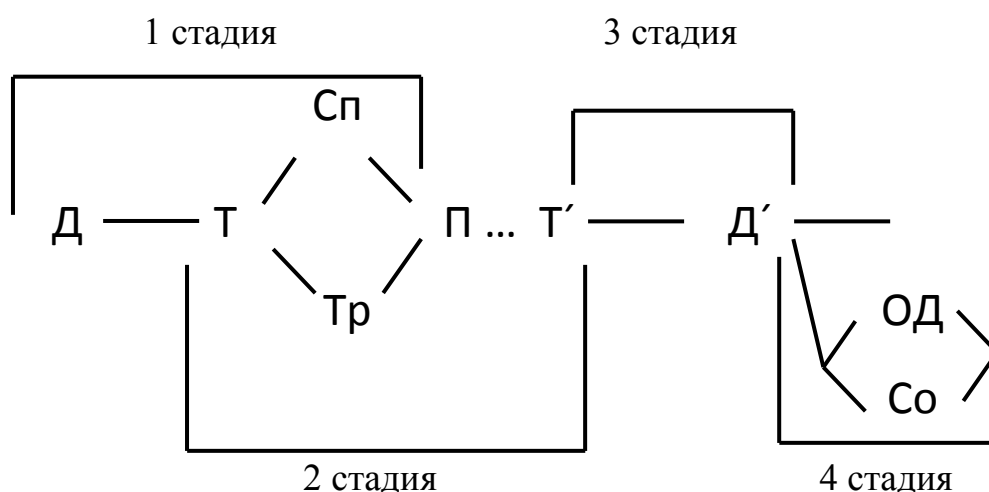 1 стадия 3 стадия
Сп
Д Т П ... Т´ Д´
Тр ОД
Со
2 стадия 4 стадия